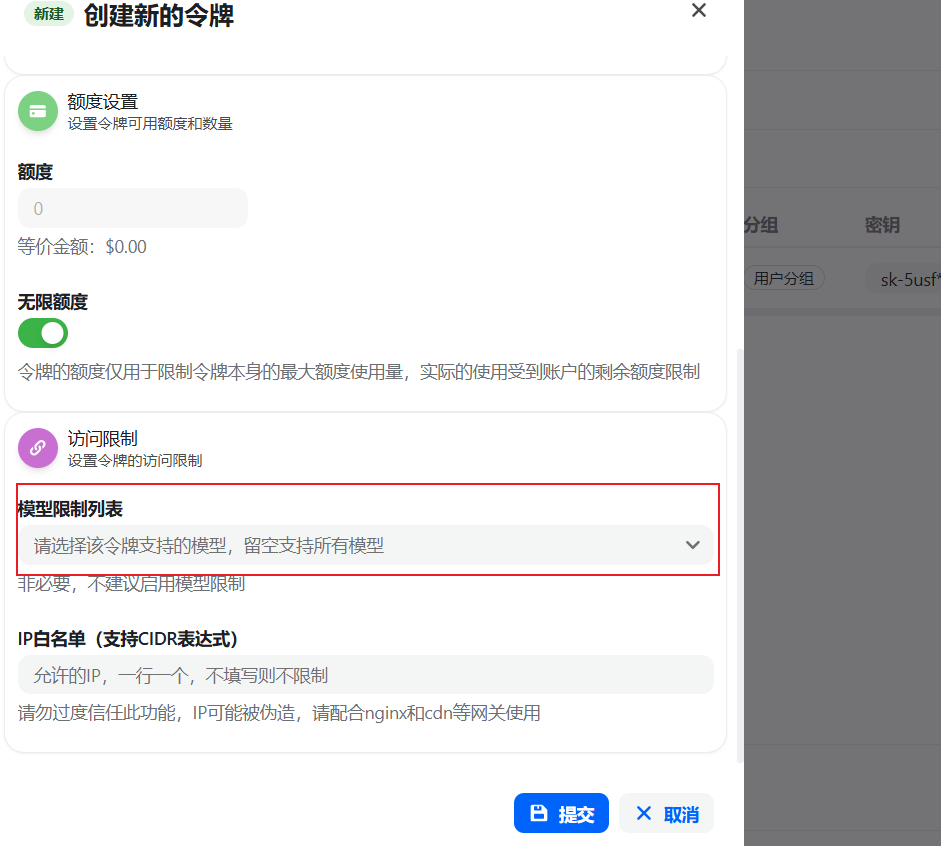 新建 创建新的令牌
额度设置
设置令牌可用额度和数量
额度
0
等价金额：$0.00
无限额度
令牌的额度仅用于限制令牌本身的最大额度使用量，实际的使用受到账户的剩余额度限制
访问限制
设置令牌的访问限制
模型限制列表
请选择该令牌支持的模型，留空支持所有模型
非必要，不建议启用模型限制
IP白名单（支持CIDR表达式）
允许的IP，一行一个，不填写则不限制
请勿过度信任此功能，IP可能被伪造，请配合nginx和cdn等网关使用
提交 取消
分组 密钥
用户分组 sk-5usf*